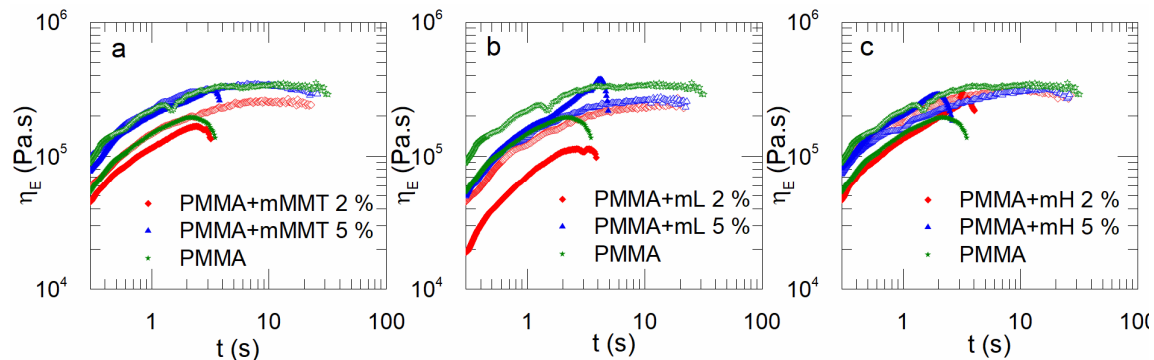 a
10⁶
10⁵
10⁴
η_E (Pa.s)
PMMA+mMMT 2 %
PMMA+mMMT 5 %
PMMA
1 10 100
t (s)
b
10⁶
10⁵
10⁴
η_E (Pa.s)
PMMA+mL 2 %
PMMA+mL 5 %
PMMA
1 10 100
t (s)
c
10⁶
10⁵
10⁴
η_E (Pa.s)
PMMA+mH 2 %
PMMA+mH 5 %
PMMA
1 10 100
t (s)